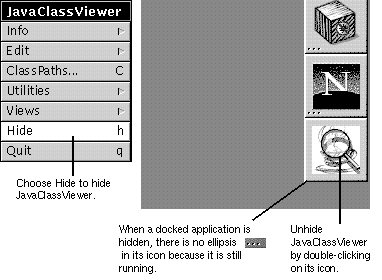 JavaClassViewer
Info
Edit
ClassPaths... C
Utilities
Views
Hide h
Quit q
N
Choose Hide to hide
JavaClassViewer.
When a docked application is
hidden, there is no ellipsis ...
in its icon because it is still
running.
Unhide
JavaClassViewer
by double-clicking
on its icon.